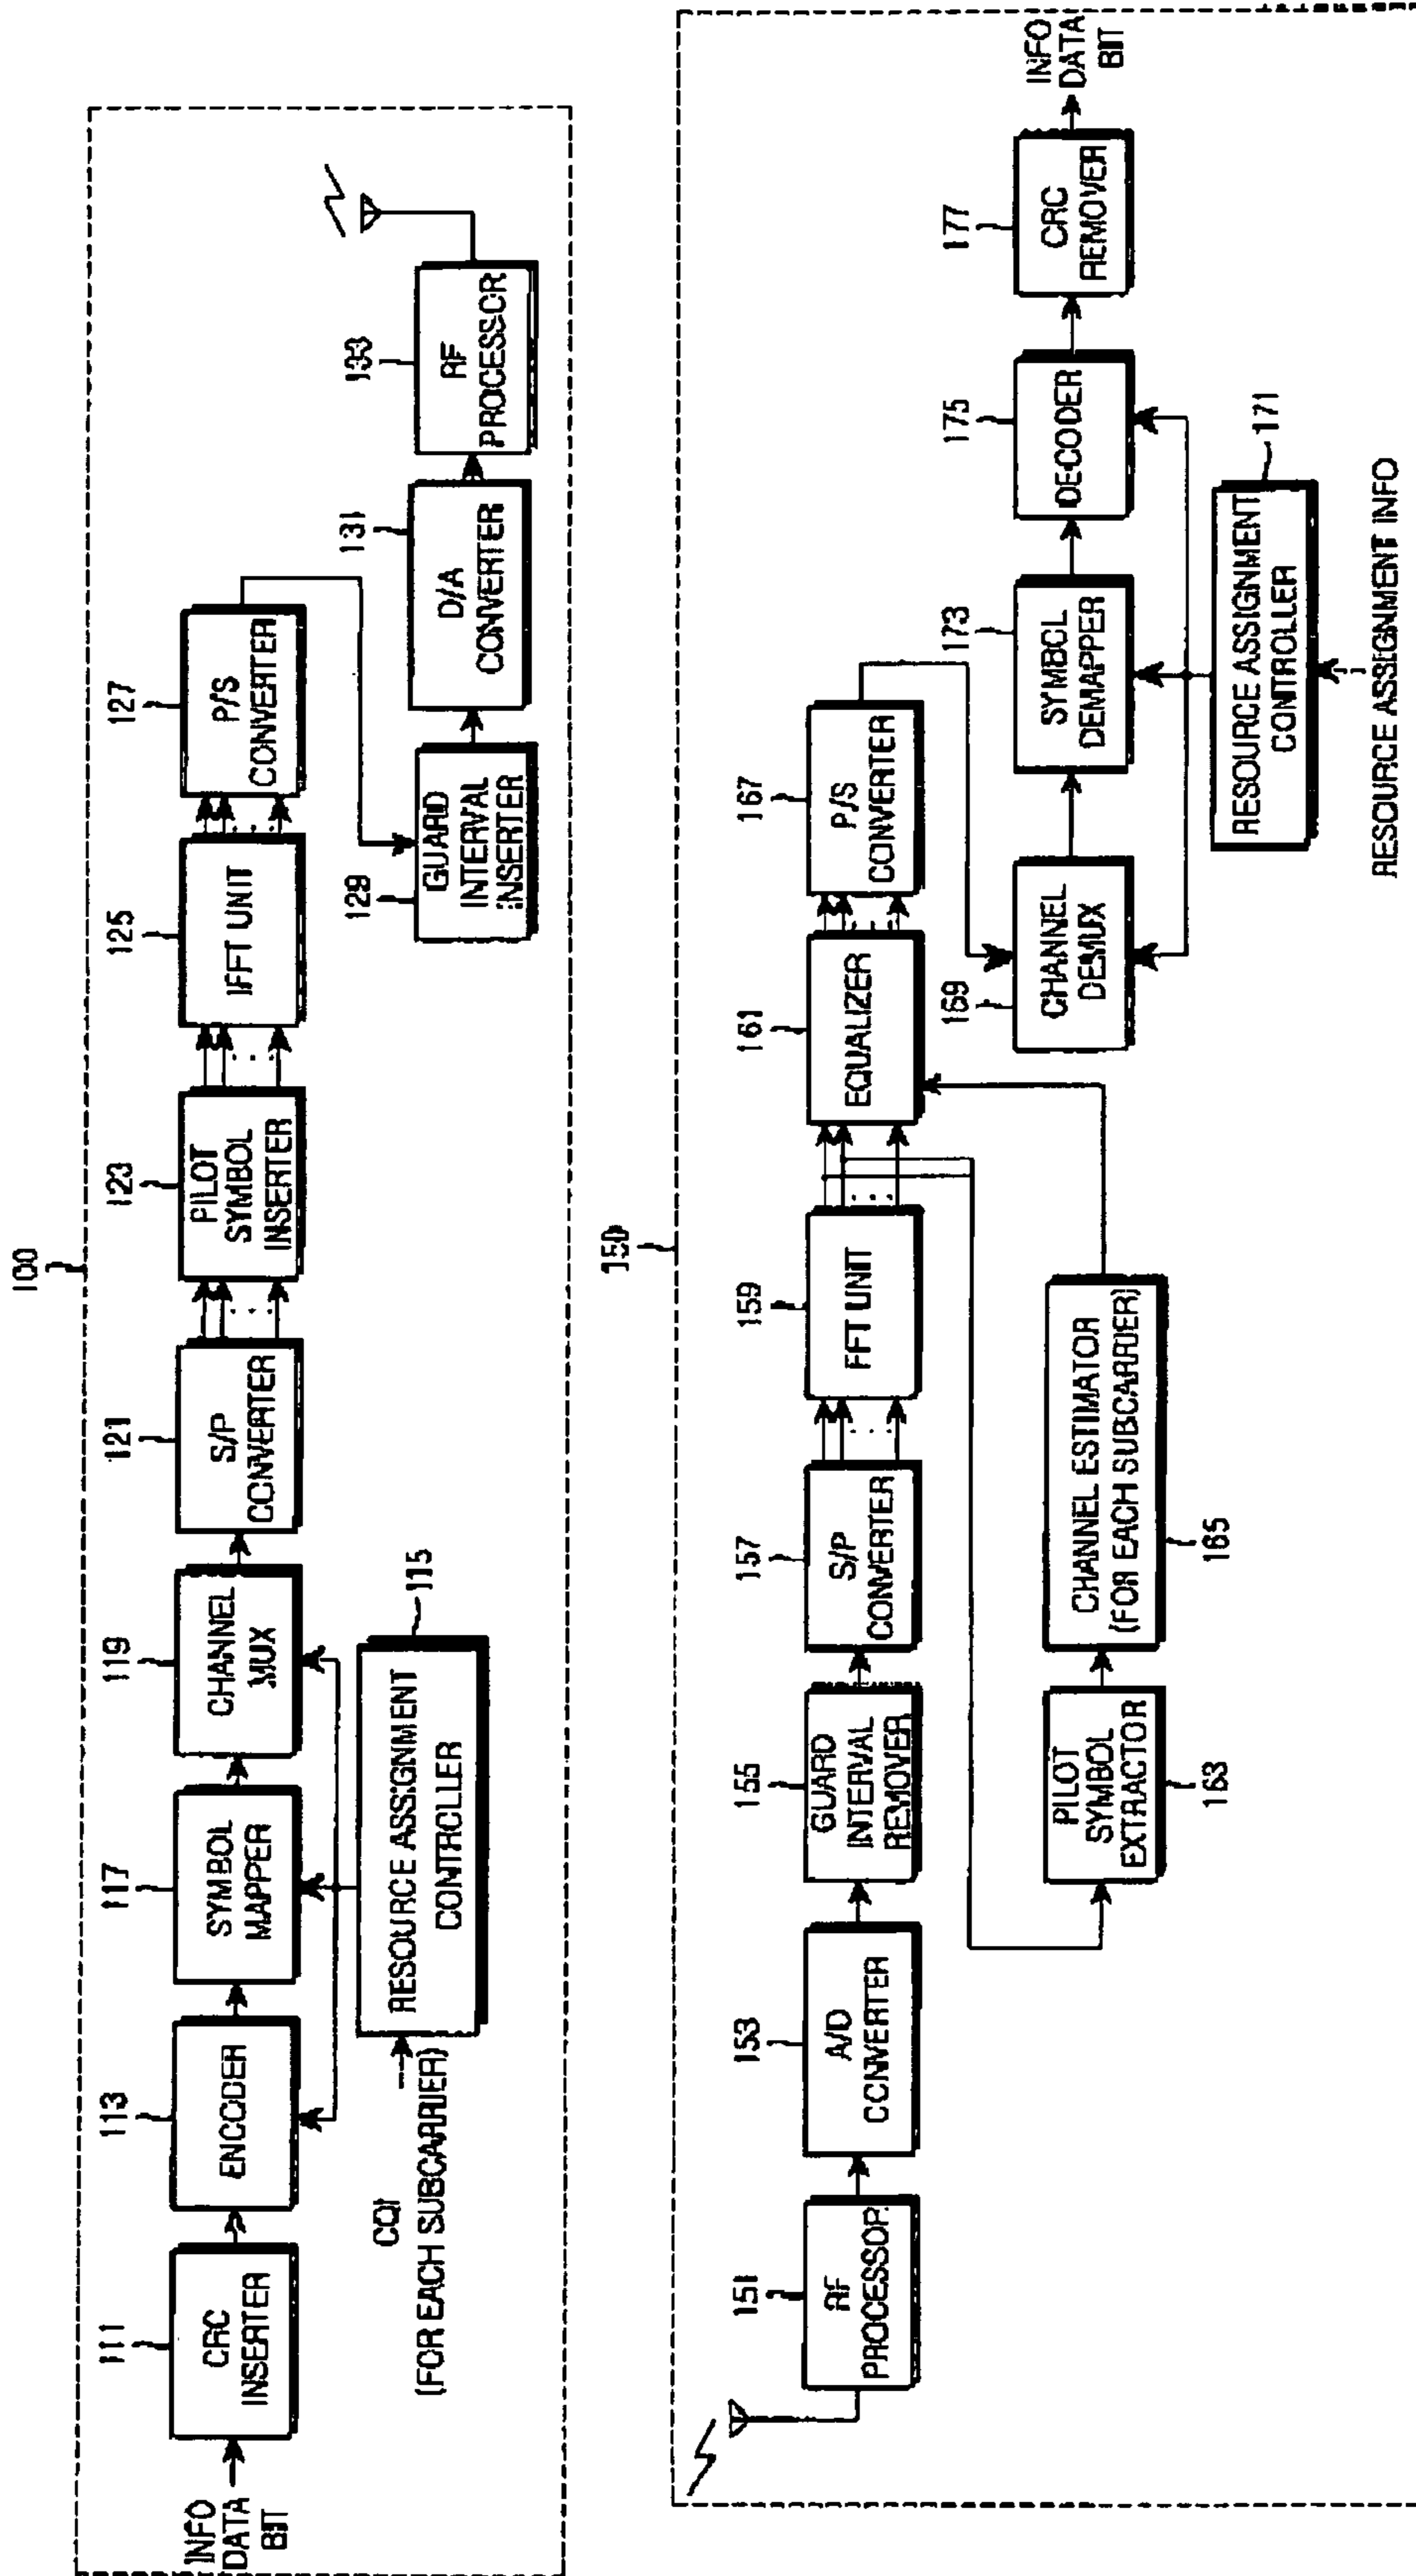 100
111
CRC
INSERTER
113
ENCODER
117
SYMBOL
MAPPER
119
CHANNEL
MUX
121
S/P
CONVERTER
123
PILOT
SYMBOL
INSERTER
125
IFFT UNIT
127
P/S
CONVERTER
INFO
DATA
BIT
CQI
(FOR EACH SUBCARRIER)
115
RESOURCE ASSIGNMENT
CONTROLLER
129
GUARD
INTERVAL
INSERTER
131
D/A
CONVERTER
133
RF
PROCESSOR
150
151
RF
PROCESSOR
153
A/D
CONVERTER
155
GUARD
INTERVAL
REMOVER
157
S/P
CONVERTER
159
FFT UNIT
161
EQUALIZER
167
P/S
CONVERTER
PILOT
SYMBOL
EXTRACTOR
163
CHANNEL ESTIMATOR
(FOR EACH SUBCARRIER)
165
169
CHANNEL
DEMUX
173
SYMBOL
DEMAPPER
175
DECODER
177
CRC
REMOVER
INFO
DATA
BIT
171
RESOURCE ASSIGNMENT
CONTROLLER
RESOURCE ASSIGNMENT INFO